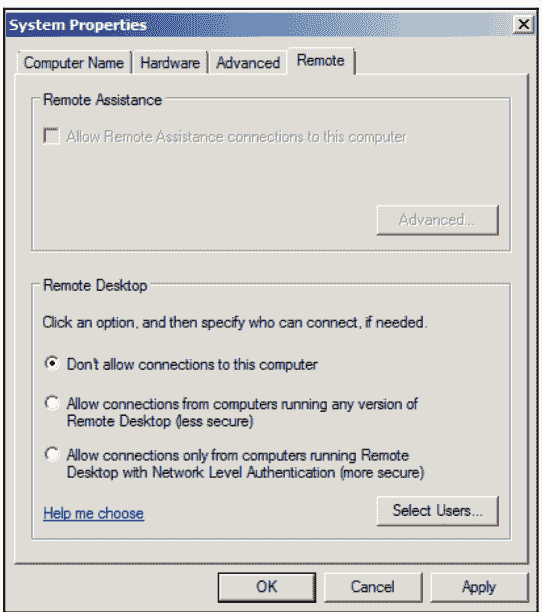 System Properties
Computer Name
Hardware
Advanced
Remote
Remote Assistance
Allow Remote Assistance connections to this computer
Advanced...
Remote Desktop
Click an option, and then specify who can connect, if needed.
Don't allow connections to this computer
Allow connections from computers running any version of
Remote Desktop (less secure)
Allow connections only from computers running Remote
Desktop with Network Level Authentication (more secure)
Help me choose
Select Users...
OK
Cancel
Apply